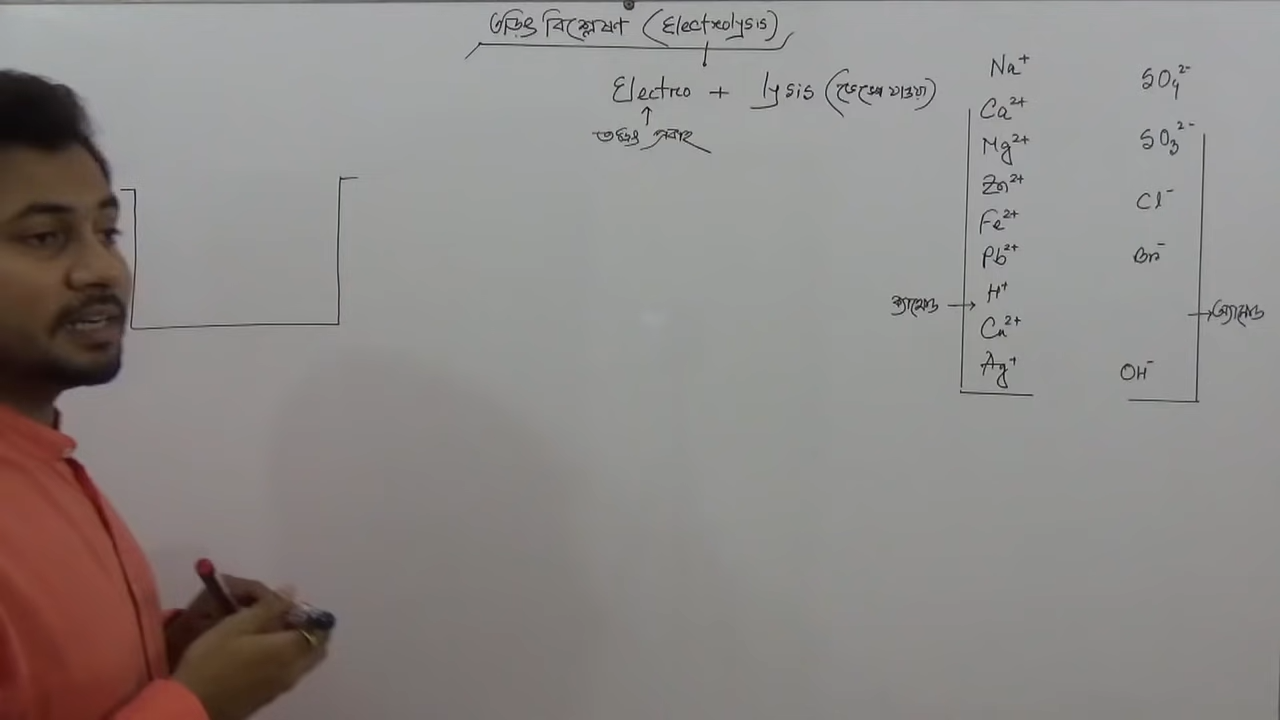 তড়িৎ বিশ্লেষণ (Electrolysis)
Electro + lysis (ভেঙ্গে যাওয়া)
তড়িৎ প্রবাহ
Na⁺
Ca²⁺
Mg²⁺
Zn²⁺
Fe²⁺
Pb²⁺
H⁺
Cu²⁺
Ag⁺
ক্যাথোড
SO₄²⁻
SO₃²⁻
Cl⁻
Br⁻
OH⁻
অ্যানোড